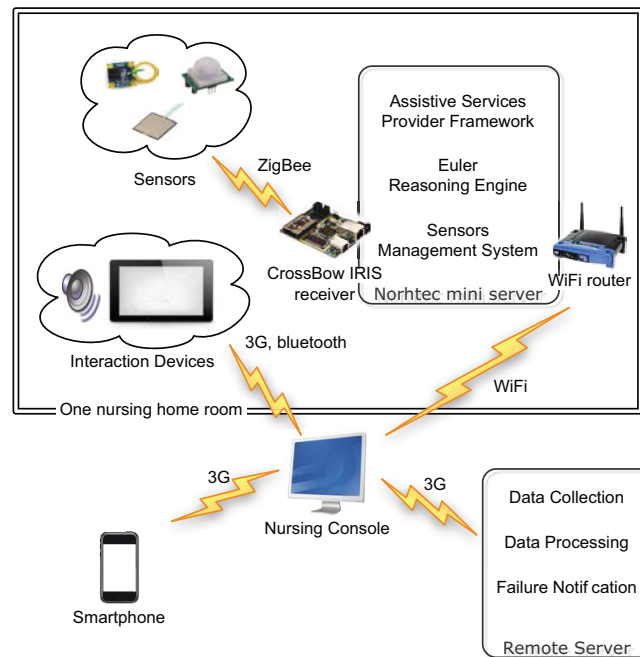 Assistive Services
Provider Framework
ZigBee
Sensors
Euler
Reasoning Engine
Sensors
Management System
CrossBow IRIS
receiver
Norhtec mini server
WiFi router
Interaction Devices
3G, bluetooth
WiFi
One nursing home room
3G
3G
Nursing Console
Data Collection
Data Processing
Failure Notif cation
Smartphone
Remote Server